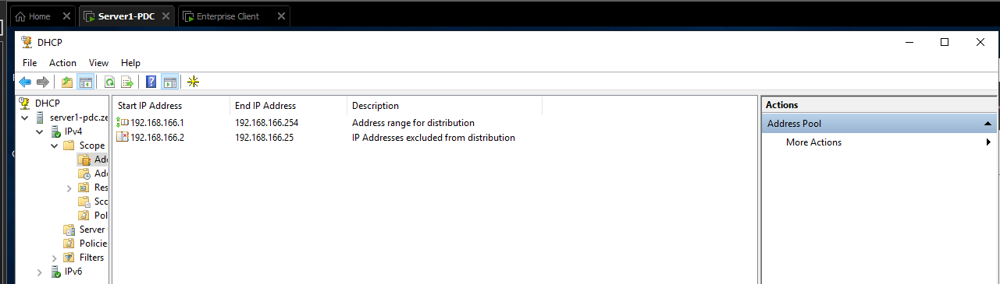 Home Server1-PDC Enterprise Client
DHCP
File Action View Help
DHCP
server1-pdc.ze
IPv4
Scope
Ad
Ad
Res
Sco
Pol
Server
Policie
Filters
IPv6
Start IP Address End IP Address Description
192.168.166.1 192.168.166.254 Address range for distribution
192.168.166.2 192.168.166.25 IP Addresses excluded from distribution
Actions
Address Pool
More Actions